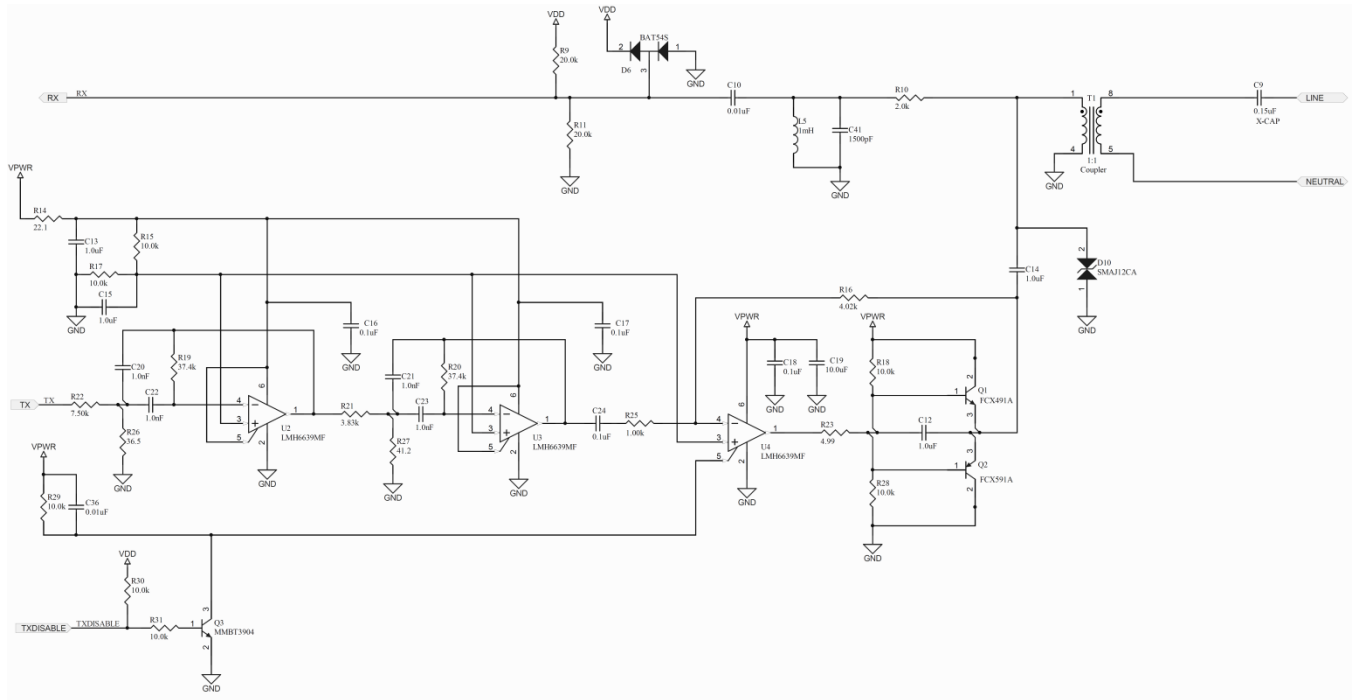 VDD
VDD
BAT54S
2
1
R9
20.0k
D6
3
GND
RX
RX
C10
0.01uF
R10
2.0k
1
T1
8
C9
0.15uF
X-CAP
LINE
R11
20.0k
L5
1mH
C41
1500pF
4
5
1:1
Coupler
GND
GND
GND
NEUTRAL
VPWR
R14
22.1
C13
1.0uF
R15
10.0k
R17
10.0k
C15
1.0uF
GND
C14
1.0uF
2
D10
SMAJ12CA
1
GND
R16
4.02k
C16
0.1uF
GND
C17
0.1uF
GND
VPWR
VPWR
C20
1.0nF
R19
37.4k
C21
1.0nF
R20
37.4k
C18
0.1uF
C19
10.0uF
GND
GND
R18
10.0k
2
Q1
FCX491A
1
3
TX
TX
R22
7.50k
C22
1.0nF
6
4
3
5
1
2
U2
LMH6639MF
GND
R26
36.5
GND
R21
3.83k
C23
1.0nF
R27
41.2
GND
6
4
3
5
1
2
U3
LMH6639MF
GND
C24
0.1uF
R25
1.00k
6
4
3
5
1
2
U4
LMH6639MF
GND
R23
4.99
C12
1.0uF
3
Q2
FCX591A
1
2
R28
10.0k
GND
VPWR
R29
10.0k
C36
0.01uF
VDD
R30
10.0k
TXDISABLE
TXDISABLE
R31
10.0k
3
1
Q3
MMBT3904
2
GND